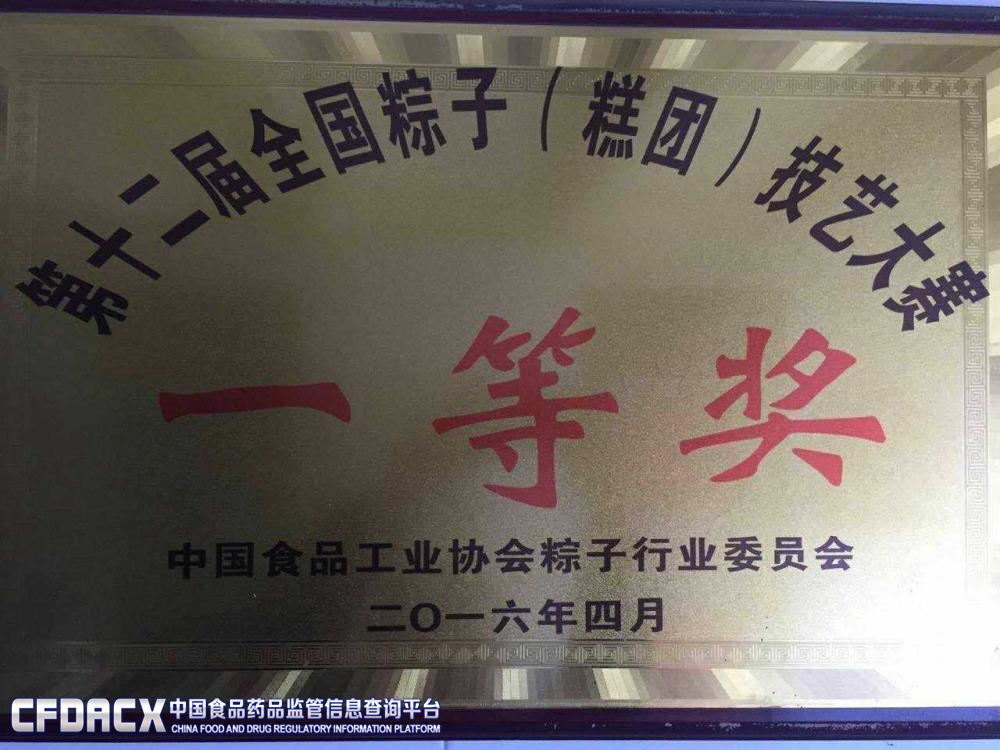 第十二届全国粽子（糕团）技艺大赛
一等奖
中国食品工业协会粽子行业委员会
二〇一六年四月
CFDACX 中国食品药品监管信息查询平台
CHINA FOOD AND DRUG REGULATORY INFORMATION PLATFORM